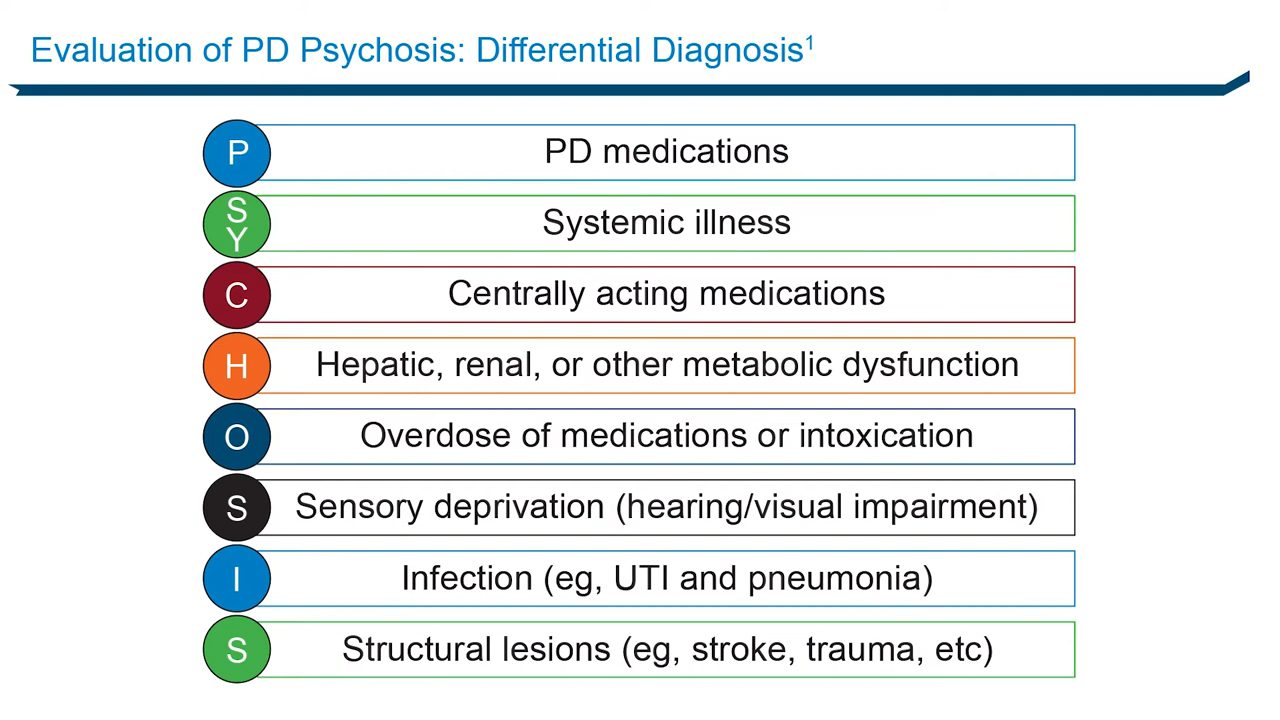 Evaluation of PD Psychosis: Differential Diagnosis¹
P PD medications
SY Systemic illness
C Centrally acting medications
H Hepatic, renal, or other metabolic dysfunction
O Overdose of medications or intoxication
S Sensory deprivation (hearing/visual impairment)
I Infection (eg, UTI and pneumonia)
S Structural lesions (eg, stroke, trauma, etc)